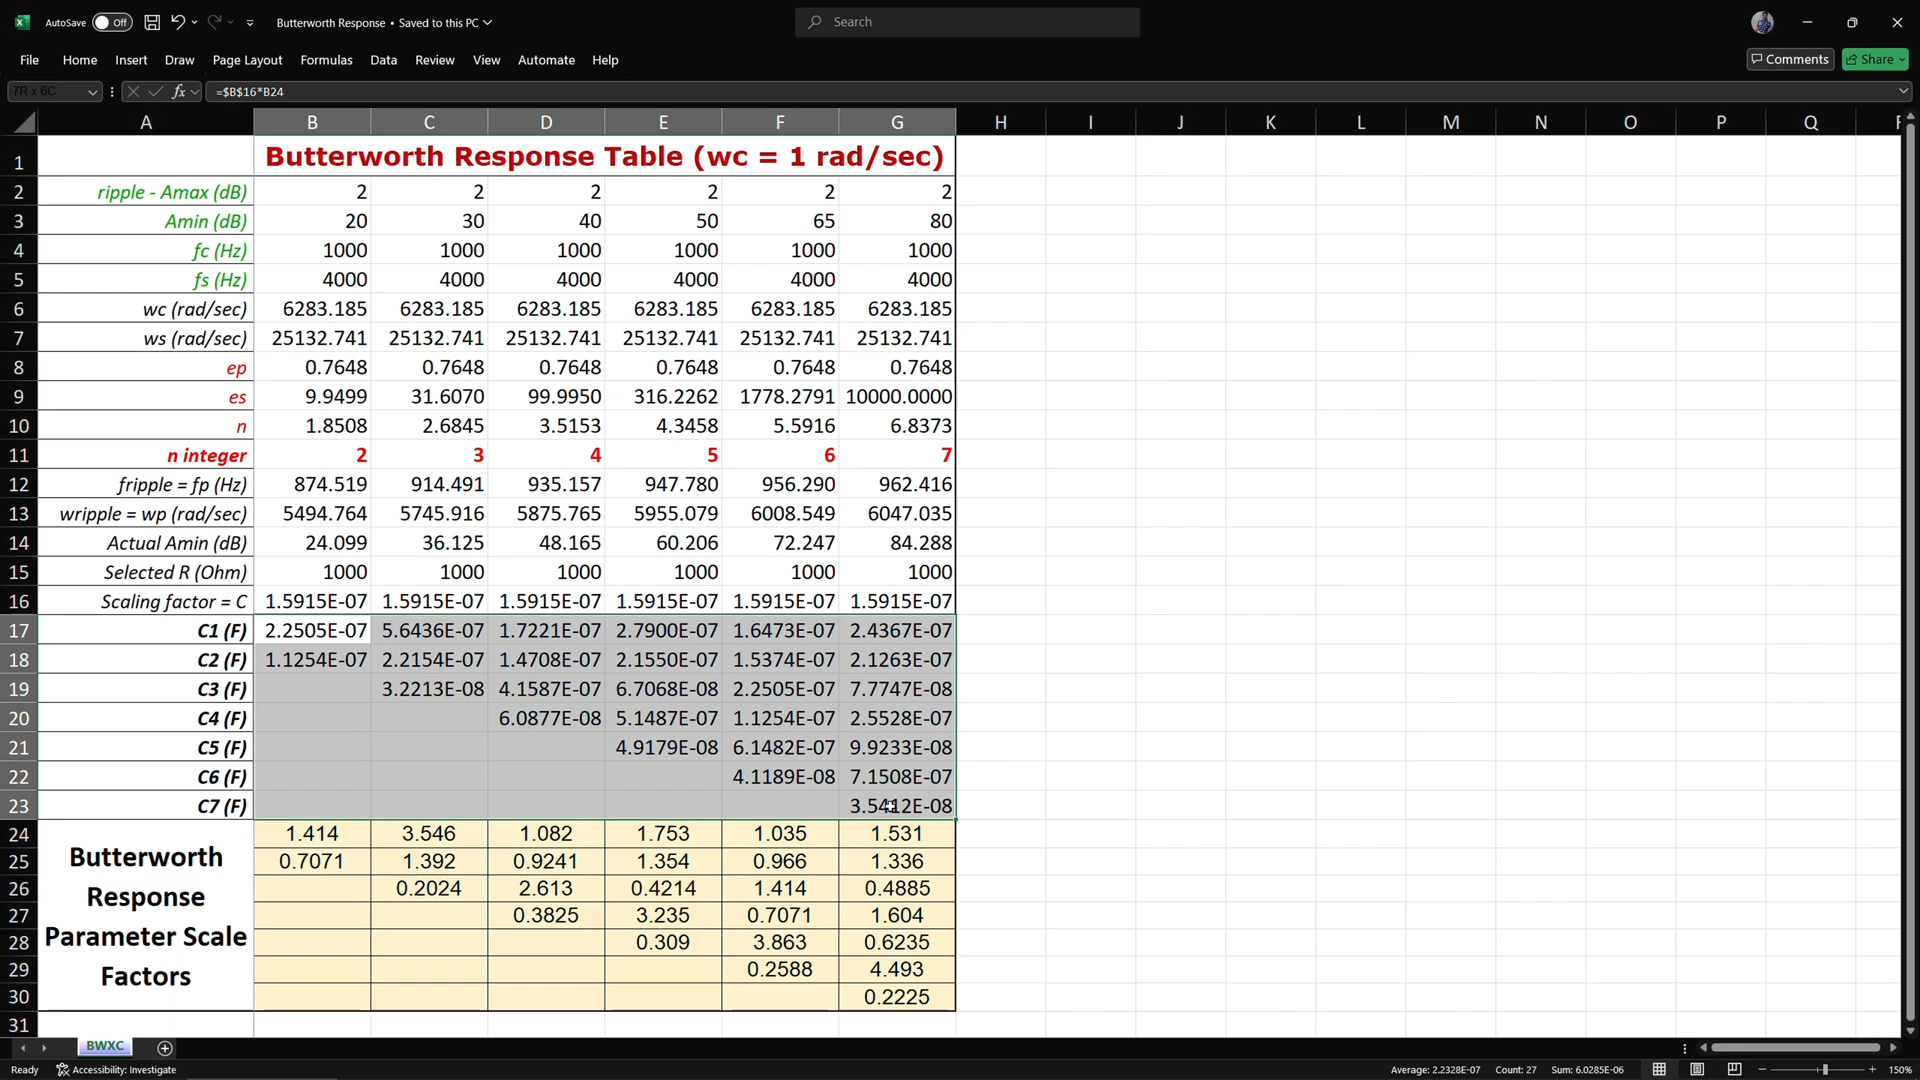 AutoSave Off Butterworth Response • Saved to this PC Search
File Home Insert Draw Page Layout Formulas Data Review View Automate Help Comments Share
7R x 6C fx =$B$16*B24
A B C D E F G H I J K L M N O P Q
1 Butterworth Response Table (wc = 1 rad/sec)
2 ripple - Amax (dB) 2 2 2 2 2 2
3 Amin (dB) 20 30 40 50 65 80
4 fc (Hz) 1000 1000 1000 1000 1000 1000
5 fs (Hz) 4000 4000 4000 4000 4000 4000
6 wc (rad/sec) 6283.185 6283.185 6283.185 6283.185 6283.185 6283.185
7 ws (rad/sec) 25132.741 25132.741 25132.741 25132.741 25132.741 25132.741
8 ep 0.7648 0.7648 0.7648 0.7648 0.7648 0.7648
9 es 9.9499 31.6070 99.9950 316.2262 1778.2791 10000.0000
10 n 1.8508 2.6845 3.5153 4.3458 5.5916 6.8373
11 n integer 2 3 4 5 6 7
12 fripple = fp (Hz) 874.519 914.491 935.157 947.780 956.290 962.416
13 wripple = wp (rad/sec) 5494.764 5745.916 5875.765 5955.079 6008.549 6047.035
14 Actual Amin (dB) 24.099 36.125 48.165 60.206 72.247 84.288
15 Selected R (Ohm) 1000 1000 1000 1000 1000 1000
16 Scaling factor = C 1.5915E-07 1.5915E-07 1.5915E-07 1.5915E-07 1.5915E-07 1.5915E-07
17 C1 (F) 2.2505E-07 5.6436E-07 1.7221E-07 2.7900E-07 1.6473E-07 2.4367E-07
18 C2 (F) 1.1254E-07 2.2154E-07 1.4708E-07 2.1550E-07 1.5374E-07 2.1263E-07
19 C3 (F) 3.2213E-08 4.1587E-07 6.7068E-08 2.2505E-07 7.7747E-08
20 C4 (F) 6.0877E-08 5.1487E-07 1.1254E-07 2.5528E-07
21 C5 (F) 4.9179E-08 6.1482E-07 9.9233E-08
22 C6 (F) 4.1189E-08 7.1508E-07
23 C7 (F) 3.5412E-08
24 1.414 3.546 1.082 1.753 1.035 1.531
25 Butterworth 0.7071 1.392 0.9241 1.354 0.966 1.336
26 Response 0.2024 2.613 0.4214 1.414 0.4885
27 Parameter Scale 0.3825 3.235 0.7071 1.604
28 Factors 0.309 3.863 0.6235
29 0.2588 4.493
30 0.2225
31
BWXC
Ready Accessibility: Investigate Average: 2.2328E-07 Count: 27 Sum: 6.0285E-06 150%